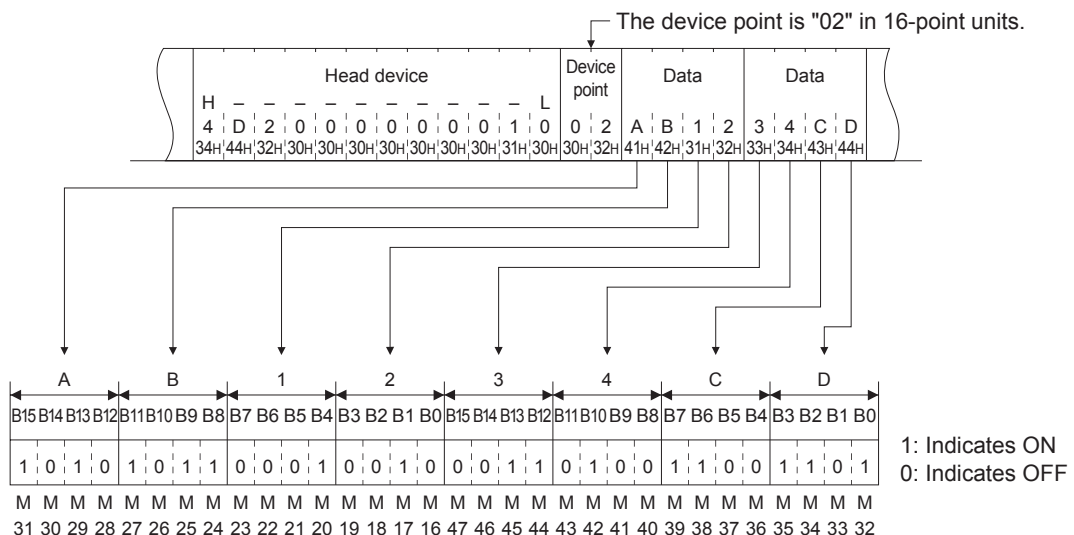 The device point is "02" in 16-point units.
Head device
Device point
Data
Data
H – – – – – – – – – – L
4 D 2 0 0 0 0 0 0 0 1 0 0 2 A B 1 2 3 4 C D
34H 44H 32H 30H 30H 30H 30H 30H 30H 30H 31H 30H 30H 32H 41H 42H 31H 32H 33H 34H 43H 44H
A B 1 2 3 4 C D
B15 B14 B13 B12 B11 B10 B9 B8 B7 B6 B5 B4 B3 B2 B1 B0 B15 B14 B13 B12 B11 B10 B9 B8 B7 B6 B5 B4 B3 B2 B1 B0
1 0 1 0 1 0 1 1 0 0 0 1 0 0 1 0 0 0 1 1 0 1 0 0 1 1 0 0 1 1 0 1
1: Indicates ON
0: Indicates OFF
M M M M M M M M M M M M M M M M M M M M M M M M M M M M M M M M
31 30 29 28 27 26 25 24 23 22 21 20 19 18 17 16 47 46 45 44 43 42 41 40 39 38 37 36 35 34 33 32